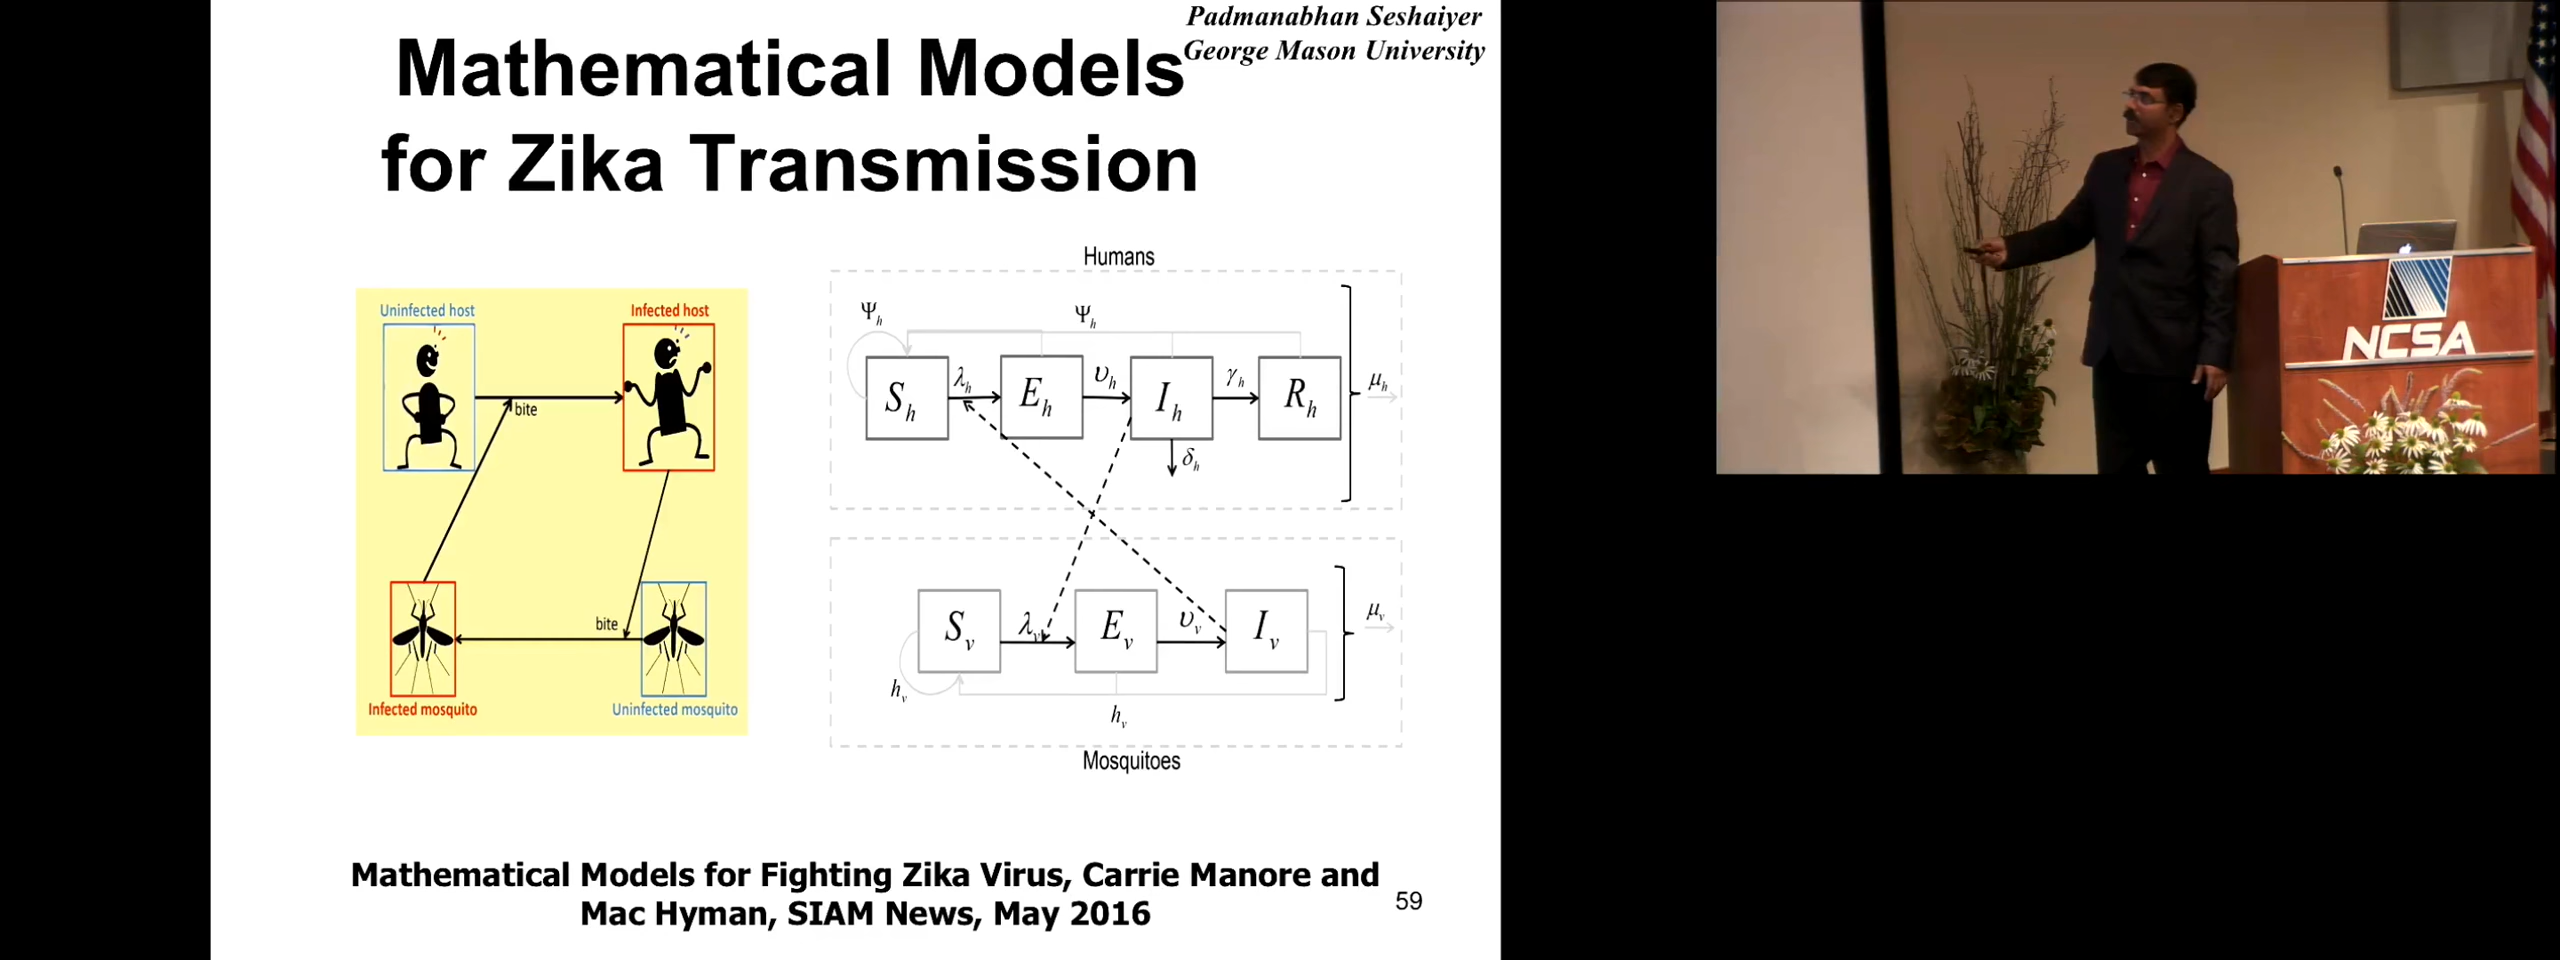 Padmanabhan Seshaiyer
George Mason University
Mathematical Models
for Zika Transmission
Uninfected host
Infected host
bite
bite
Infected mosquito
Uninfected mosquito
Humans
Ψh
Ψh
Sh
λh
Eh
υh
Ih
γh
Rh
μh
δh
Sv
λv
Ev
υv
Iv
μv
hv
hv
Mosquitoes
Mathematical Models for Fighting Zika Virus, Carrie Manore and
Mac Hyman, SIAM News, May 2016
59
NCSA